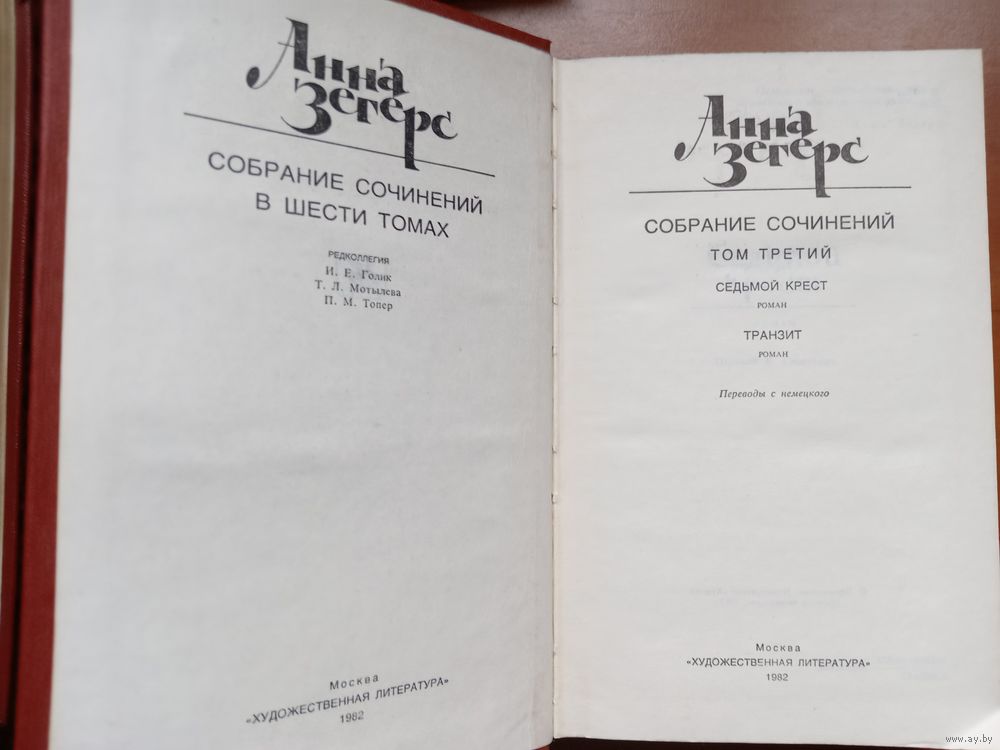 Анна
Зегерс
СОБРАНИЕ СОЧИНЕНИЙ
В ШЕСТИ ТОМАХ
РЕДКОЛЛЕГИЯ
И. Е. Голик
Т. Л. Мотылева
П. М. Топер
Москва
«ХУДОЖЕСТВЕННАЯ ЛИТЕРАТУРА»
1982
Анна
Зегерс
СОБРАНИЕ СОЧИНЕНИЙ
ТОМ ТРЕТИЙ
СЕДЬМОЙ КРЕСТ
РОМАН
ТРАНЗИТ
РОМАН
Переводы с немецкого
Москва
«ХУДОЖЕСТВЕННАЯ ЛИТЕРАТУРА»
1982
www.ay.by